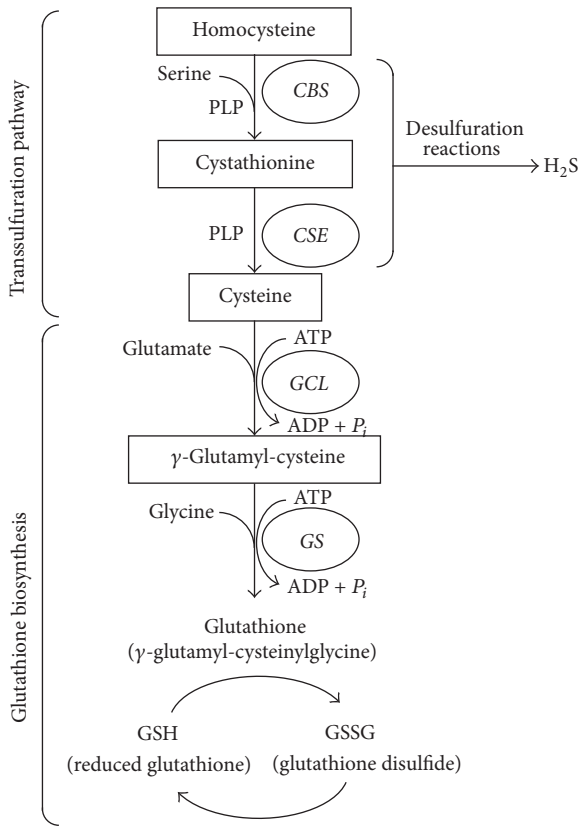 Transsulfuration pathway
Homocysteine
Serine
CBS
PLP
Desulfuration
reactions
H₂S
Cystathionine
PLP
CSE
Cysteine
Glutathione biosynthesis
Glutamate
ATP
GCL
ADP + Pᵢ
γ-Glutamyl-cysteine
Glycine
ATP
GS
ADP + Pᵢ
Glutathione
(γ-glutamyl-cysteinylglycine)
GSH
(reduced glutathione)
GSSG
(glutathione disulfide)